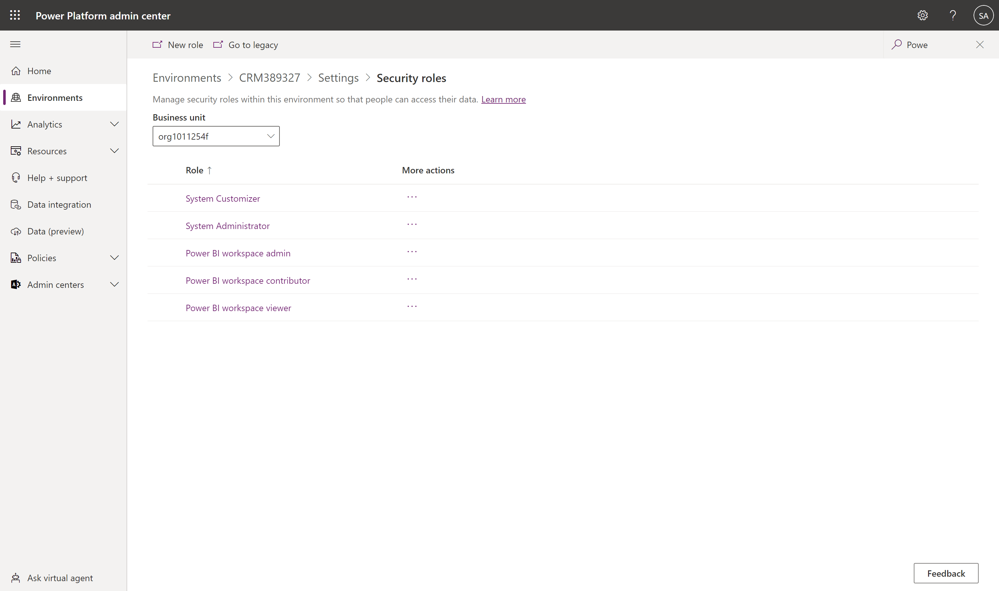 Power Platform admin center
SA
New role
Go to legacy
Powe
Home
Environments
Analytics
Resources
Help + support
Data integration
Data (preview)
Policies
Admin centers
Ask virtual agent
Environments > CRM389327 > Settings > Security roles
Manage security roles within this environment so that people can access their data. Learn more
Business unit
org1011254f
Role ↑ More actions
System Customizer ...
System Administrator ...
Power BI workspace admin ...
Power BI workspace contributor ...
Power BI workspace viewer ...
Feedback